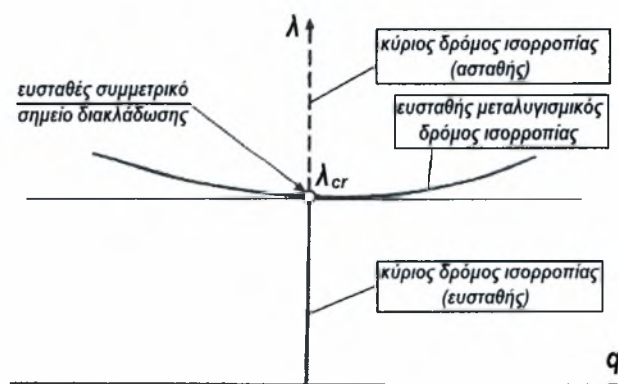 λ
κύριος δρόμος ισορροπίας
(ασταθής)
ευσταθές συμμετρικό
σημείο διακλάδωσης
ευσταθής μεταλυγισμικός
δρόμος ισορροπίας
λcr
κύριος δρόμος ισορροπίας
(ευσταθής)
q